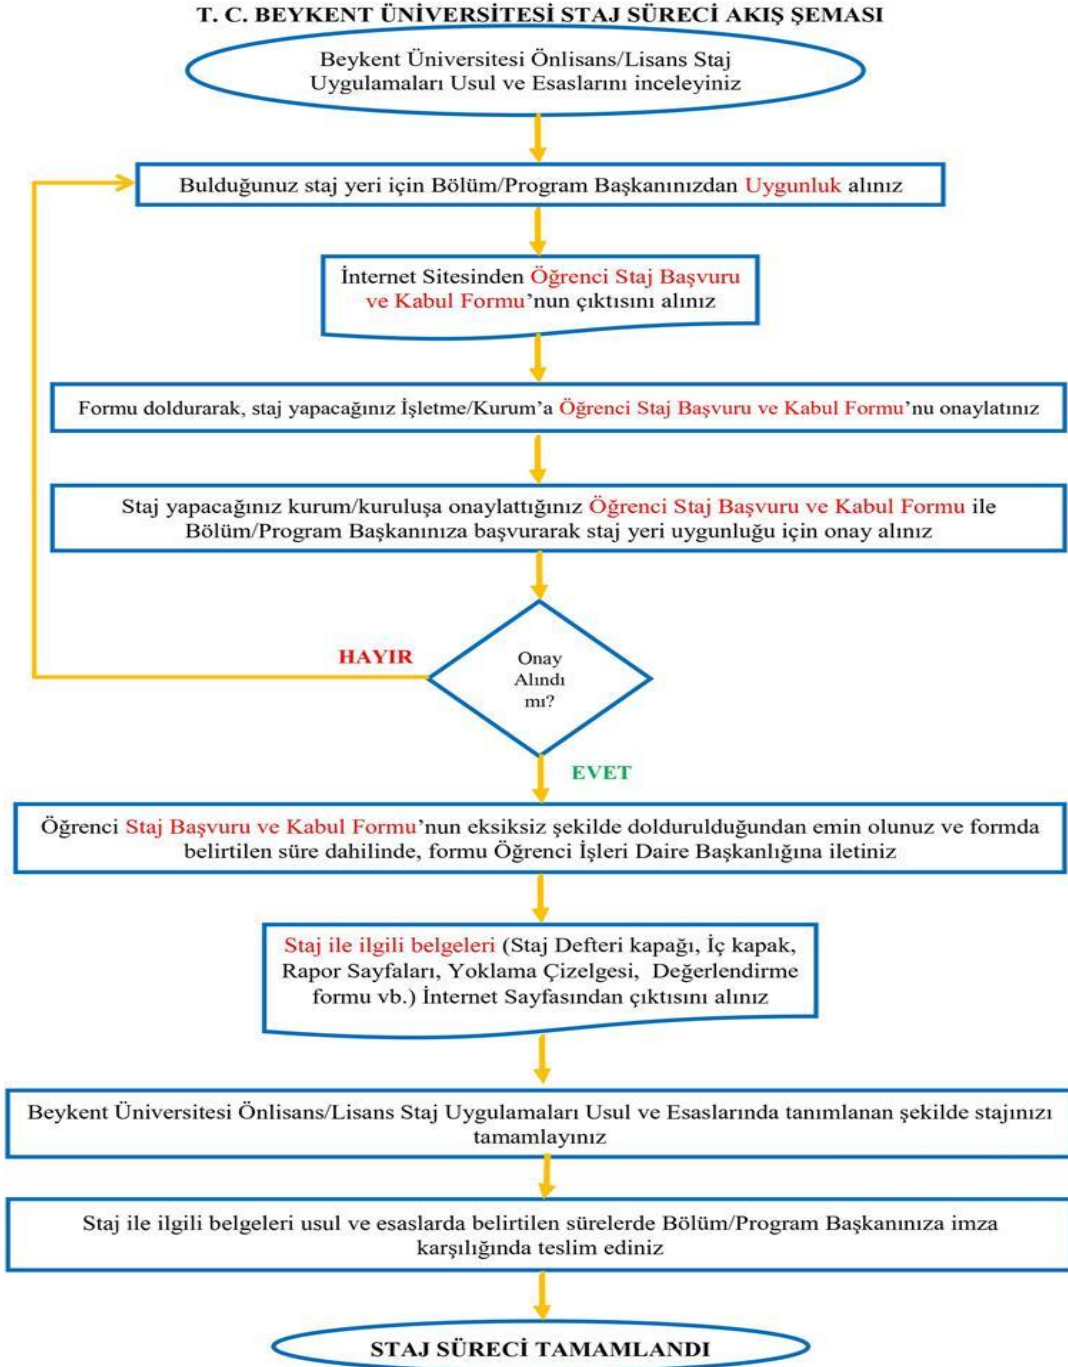 T. C. BEYKENT ÜNİVERSİTESİ STAJ SÜRECİ AKIŞ ŞEMASI
Beykent Üniversitesi Önlisans/Lisans Staj
Uygulamaları Usul ve Esaslarını inceleyiniz
Bulduğunuz staj yeri için Bölüm/Program Başkanınızdan Uygunluk alınız
İnternet Sitesinden Öğrenci Staj Başvuru
ve Kabul Formu'nun çıktısını alınız
Formu doldurarak, staj yapacağınız İşletme/Kurum'a Öğrenci Staj Başvuru ve Kabul Formu'nu onaylatınız
Staj yapacağınız kurum/kuruluşa onaylattığınız Öğrenci Staj Başvuru ve Kabul Formu ile
Bölüm/Program Başkanınıza başvurarak staj yeri uygunluğu için onay alınız
HAYIR
Onay
Alındı
mı?
EVET
Öğrenci Staj Başvuru ve Kabul Formu'nun eksiksiz şekilde doldurulduğundan emin olunuz ve formda
belirtilen süre dahilinde, formu Öğrenci İşleri Daire Başkanlığına iletiniz
Staj ile ilgili belgeleri (Staj Defteri kapağı, İç kapak,
Rapor Sayfaları, Yoklama Çizelgesi, Değerlendirme
formu vb.) İnternet Sayfasından çıktısını alınız
Beykent Üniversitesi Önlisans/Lisans Staj Uygulamaları Usul ve Esaslarında tanımlanan şekilde stajınızı
tamamlayınız
Staj ile ilgili belgeleri usul ve esaslarda belirtilen sürelerde Bölüm/Program Başkanınıza imza
karşılığında teslim ediniz
STAJ SÜRECİ TAMAMLANDI